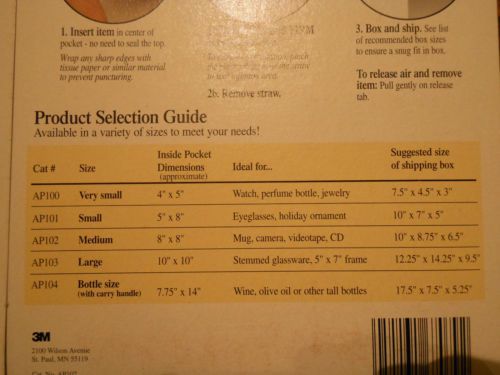 1. Insert item in center of
pocket - no need to seal the top.
Wrap any sharp edges with
tissue paper or similar material
to prevent puncturing.
2b. Remove straw.
3. Box and ship. See list
of recommended box sizes
to ensure a snug fit in box.
To release air and remove
item: Pull gently on release
tab.
Product Selection Guide
Available in a variety of sizes to meet your needs!
Cat # Size Inside Pocket Dimensions (approximate) Ideal for... Suggested size of shipping box
AP100 Very small 4" x 5" Watch, perfume bottle, jewelry 7.5" x 4.5" x 3"
AP101 Small 5" x 8" Eyeglasses, holiday ornament 10" x 7" x 5"
AP102 Medium 8" x 8" Mug, camera, videotape, CD 10" x 8.75" x 6.5"
AP103 Large 10" x 10" Stemmed glassware, 5" x 7" frame 12.25" x 14.25" x 9.5"
AP104 Bottle size (with carry handle) 7.75" x 14" Wine, olive oil or other tall bottles 17.5" x 7.5" x 5.25"
3M
2100 Wilson Avenue
St. Paul, MN 55119
Cat. No.